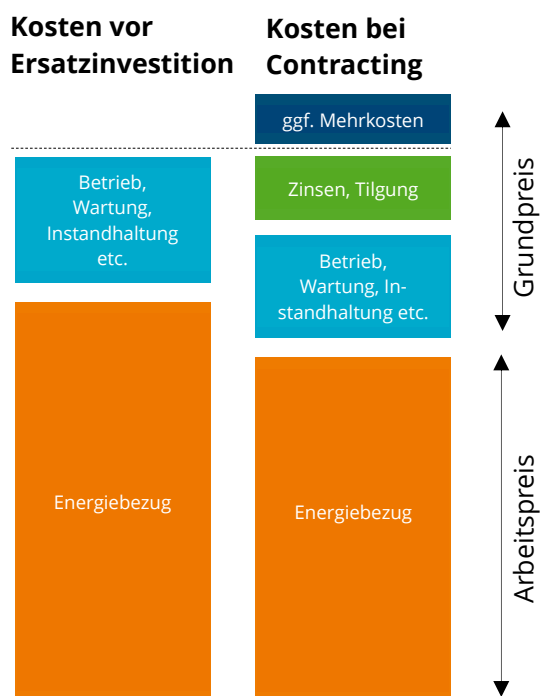 Kosten vor
Ersatzinvestition
Kosten bei
Contracting
ggf. Mehrkosten
Betrieb,
Wartung,
Instandhaltung
etc.
Zinsen, Tilgung
Betrieb,
Wartung, In-
standhaltung etc.
Grundpreis
Energiebezug
Energiebezug
Arbeitspreis